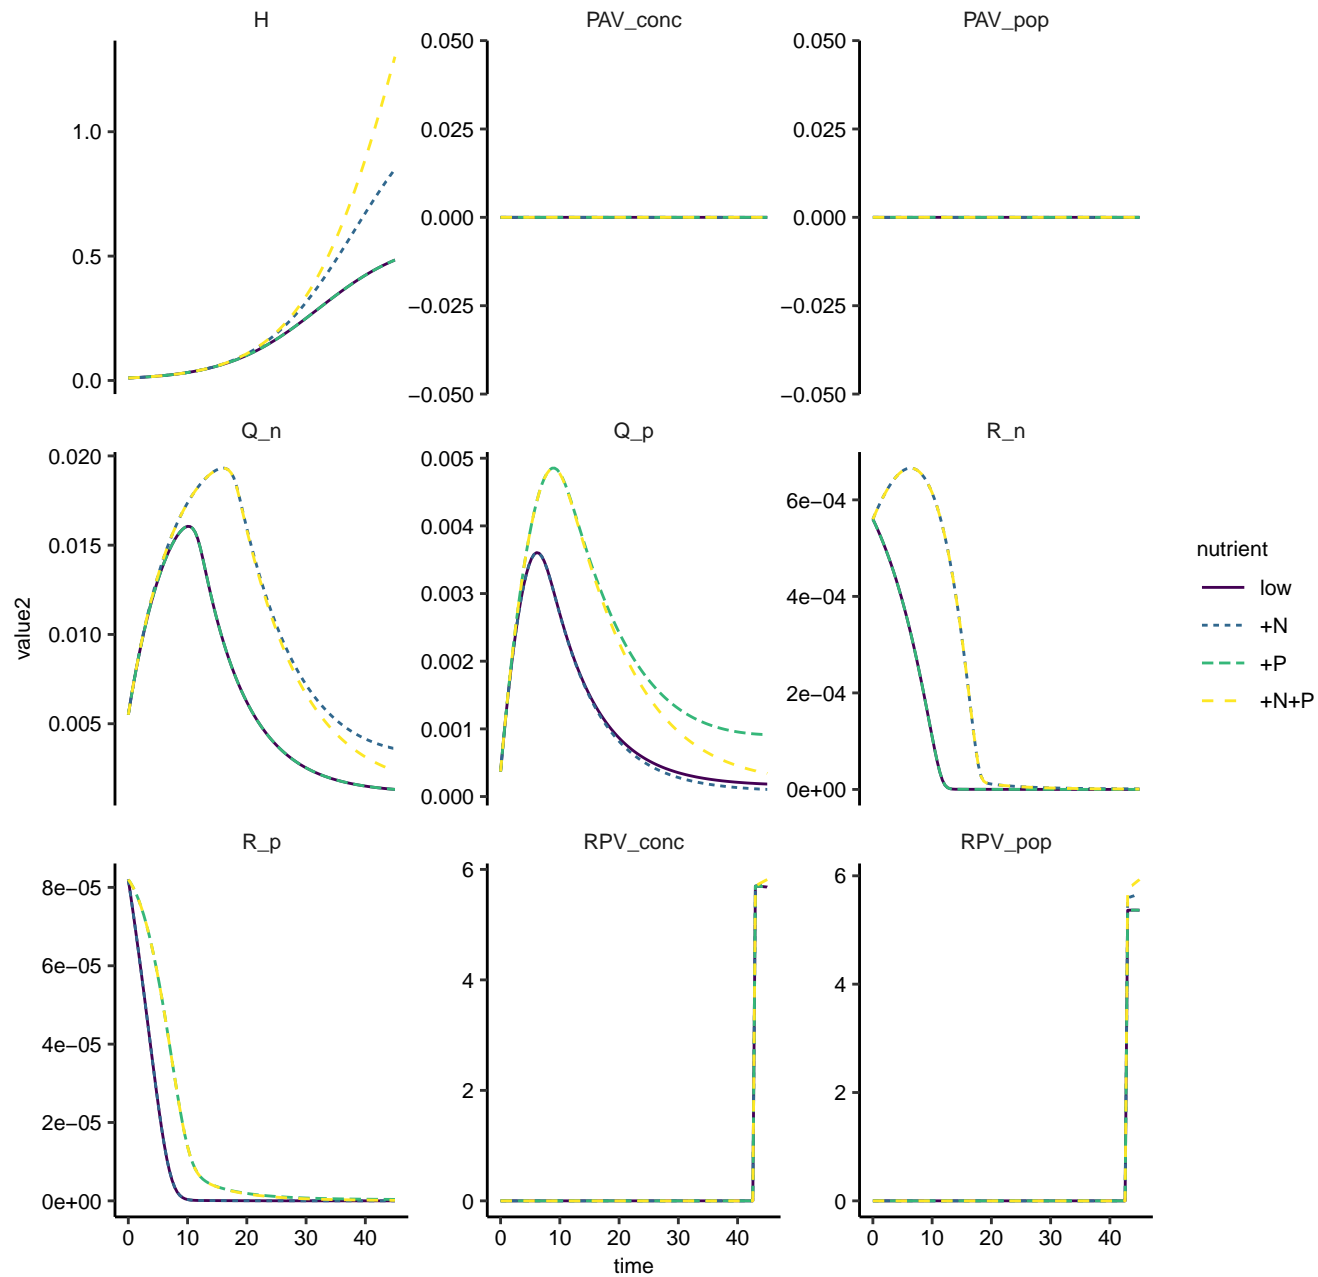 H
PAV_conc
PAV_pop
1.0
0.5
0.0
0.050
0.025
0.000
−0.025
−0.050
0.050
0.025
0.000
−0.025
−0.050
Q_n
Q_p
R_n
0.020
0.015
0.010
0.005
0.005
0.004
0.003
0.002
0.001
0.000
6e−04
4e−04
2e−04
0e+00
R_p
RPV_conc
RPV_pop
8e−05
6e−05
4e−05
2e−05
0e+00
6
4
2
0
6
4
2
0
0 10 20 30 40
0 10 20 30 40
0 10 20 30 40
time
value2
nutrient
low
+N
+P
+N+P